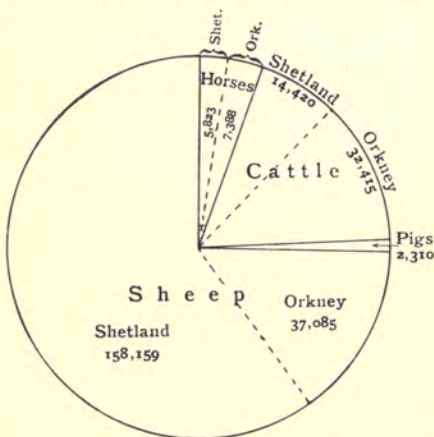 Shet.
Ork.
Horses
5,823
7,388
Shetland
14,420
Cattle
Orkney
32,415
Pigs
2,310
Sheep
Orkney
37,085
Shetland
158,159